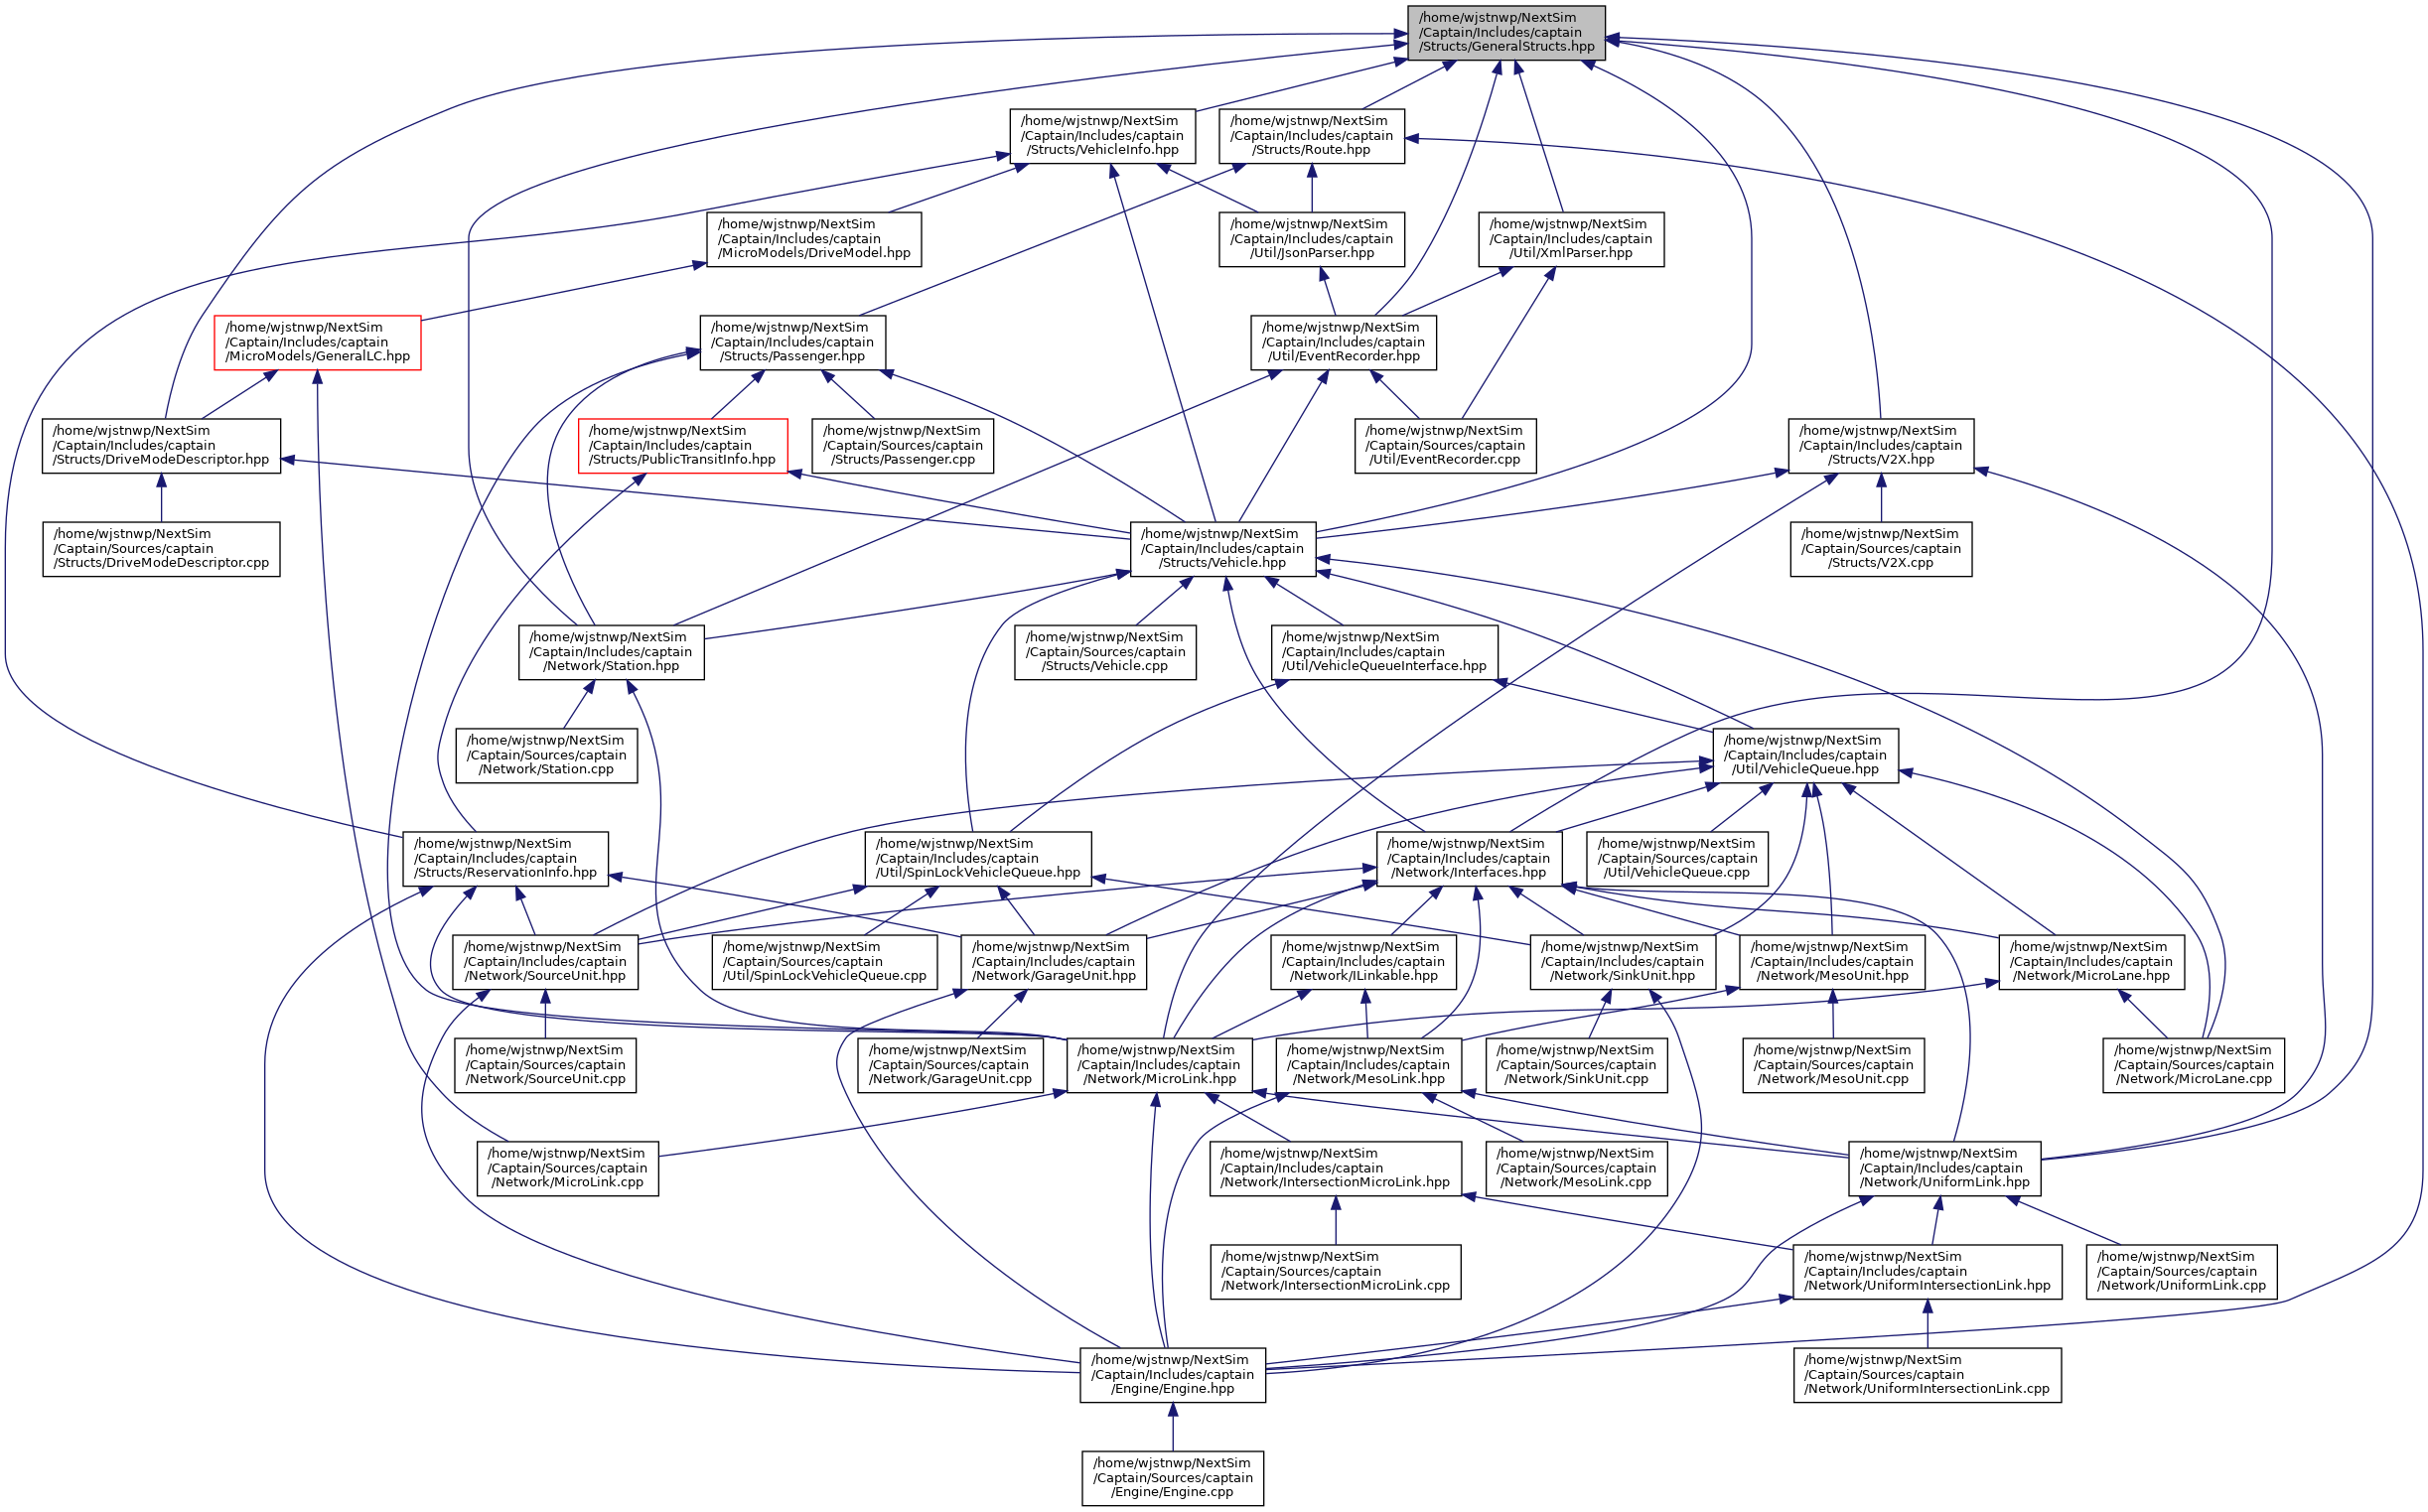 /home/wjstnwp/NextSim
/Captain/Includes/captain
/Structs/GeneralStructs.hpp
/home/wjstnwp/NextSim
/Captain/Includes/captain
/Structs/VehicleInfo.hpp
/home/wjstnwp/NextSim
/Captain/Includes/captain
/Structs/Route.hpp
/home/wjstnwp/NextSim
/Captain/Includes/captain
/MicroModels/DriveModel.hpp
/home/wjstnwp/NextSim
/Captain/Includes/captain
/Util/JsonParser.hpp
/home/wjstnwp/NextSim
/Captain/Includes/captain
/Util/XmlParser.hpp
/home/wjstnwp/NextSim
/Captain/Includes/captain
/MicroModels/GeneralLC.hpp
/home/wjstnwp/NextSim
/Captain/Includes/captain
/Structs/Passenger.hpp
/home/wjstnwp/NextSim
/Captain/Includes/captain
/Util/EventRecorder.hpp
/home/wjstnwp/NextSim
/Captain/Includes/captain
/Structs/DriveModeDescriptor.hpp
/home/wjstnwp/NextSim
/Captain/Includes/captain
/Structs/PublicTransitInfo.hpp
/home/wjstnwp/NextSim
/Captain/Sources/captain
/Structs/Passenger.cpp
/home/wjstnwp/NextSim
/Captain/Sources/captain
/Util/EventRecorder.cpp
/home/wjstnwp/NextSim
/Captain/Includes/captain
/Structs/V2X.hpp
/home/wjstnwp/NextSim
/Captain/Sources/captain
/Structs/DriveModeDescriptor.cpp
/home/wjstnwp/NextSim
/Captain/Includes/captain
/Structs/Vehicle.hpp
/home/wjstnwp/NextSim
/Captain/Sources/captain
/Structs/V2X.cpp
/home/wjstnwp/NextSim
/Captain/Includes/captain
/Network/Station.hpp
/home/wjstnwp/NextSim
/Captain/Sources/captain
/Structs/Vehicle.cpp
/home/wjstnwp/NextSim
/Captain/Includes/captain
/Util/VehicleQueueInterface.hpp
/home/wjstnwp/NextSim
/Captain/Sources/captain
/Network/Station.cpp
/home/wjstnwp/NextSim
/Captain/Includes/captain
/Util/VehicleQueue.hpp
/home/wjstnwp/NextSim
/Captain/Includes/captain
/Structs/ReservationInfo.hpp
/home/wjstnwp/NextSim
/Captain/Includes/captain
/Util/SpinLockVehicleQueue.hpp
/home/wjstnwp/NextSim
/Captain/Includes/captain
/Network/Interfaces.hpp
/home/wjstnwp/NextSim
/Captain/Sources/captain
/Util/VehicleQueue.cpp
/home/wjstnwp/NextSim
/Captain/Includes/captain
/Network/SourceUnit.hpp
/home/wjstnwp/NextSim
/Captain/Sources/captain
/Util/SpinLockVehicleQueue.cpp
/home/wjstnwp/NextSim
/Captain/Includes/captain
/Network/GarageUnit.hpp
/home/wjstnwp/NextSim
/Captain/Includes/captain
/Network/ILinkable.hpp
/home/wjstnwp/NextSim
/Captain/Includes/captain
/Network/SinkUnit.hpp
/home/wjstnwp/NextSim
/Captain/Includes/captain
/Network/MesoUnit.hpp
/home/wjstnwp/NextSim
/Captain/Includes/captain
/Network/MicroLane.hpp
/home/wjstnwp/NextSim
/Captain/Sources/captain
/Network/SourceUnit.cpp
/home/wjstnwp/NextSim
/Captain/Sources/captain
/Network/GarageUnit.cpp
/home/wjstnwp/NextSim
/Captain/Includes/captain
/Network/MicroLink.hpp
/home/wjstnwp/NextSim
/Captain/Includes/captain
/Network/MesoLink.hpp
/home/wjstnwp/NextSim
/Captain/Sources/captain
/Network/SinkUnit.cpp
/home/wjstnwp/NextSim
/Captain/Sources/captain
/Network/MesoUnit.cpp
/home/wjstnwp/NextSim
/Captain/Sources/captain
/Network/MicroLane.cpp
/home/wjstnwp/NextSim
/Captain/Sources/captain
/Network/MicroLink.cpp
/home/wjstnwp/NextSim
/Captain/Includes/captain
/Network/IntersectionMicroLink.hpp
/home/wjstnwp/NextSim
/Captain/Sources/captain
/Network/MesoLink.cpp
/home/wjstnwp/NextSim
/Captain/Includes/captain
/Network/UniformLink.hpp
/home/wjstnwp/NextSim
/Captain/Sources/captain
/Network/IntersectionMicroLink.cpp
/home/wjstnwp/NextSim
/Captain/Includes/captain
/Network/UniformIntersectionLink.hpp
/home/wjstnwp/NextSim
/Captain/Sources/captain
/Network/UniformLink.cpp
/home/wjstnwp/NextSim
/Captain/Includes/captain
/Engine/Engine.hpp
/home/wjstnwp/NextSim
/Captain/Sources/captain
/Network/UniformIntersectionLink.cpp
/home/wjstnwp/NextSim
/Captain/Sources/captain
/Engine/Engine.cpp